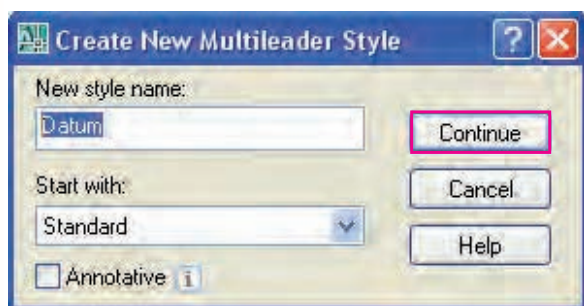 Create New Multileader Style
New style name:
Datum
Continue
Start with:
Cancel
Standard
Help
Annotative i